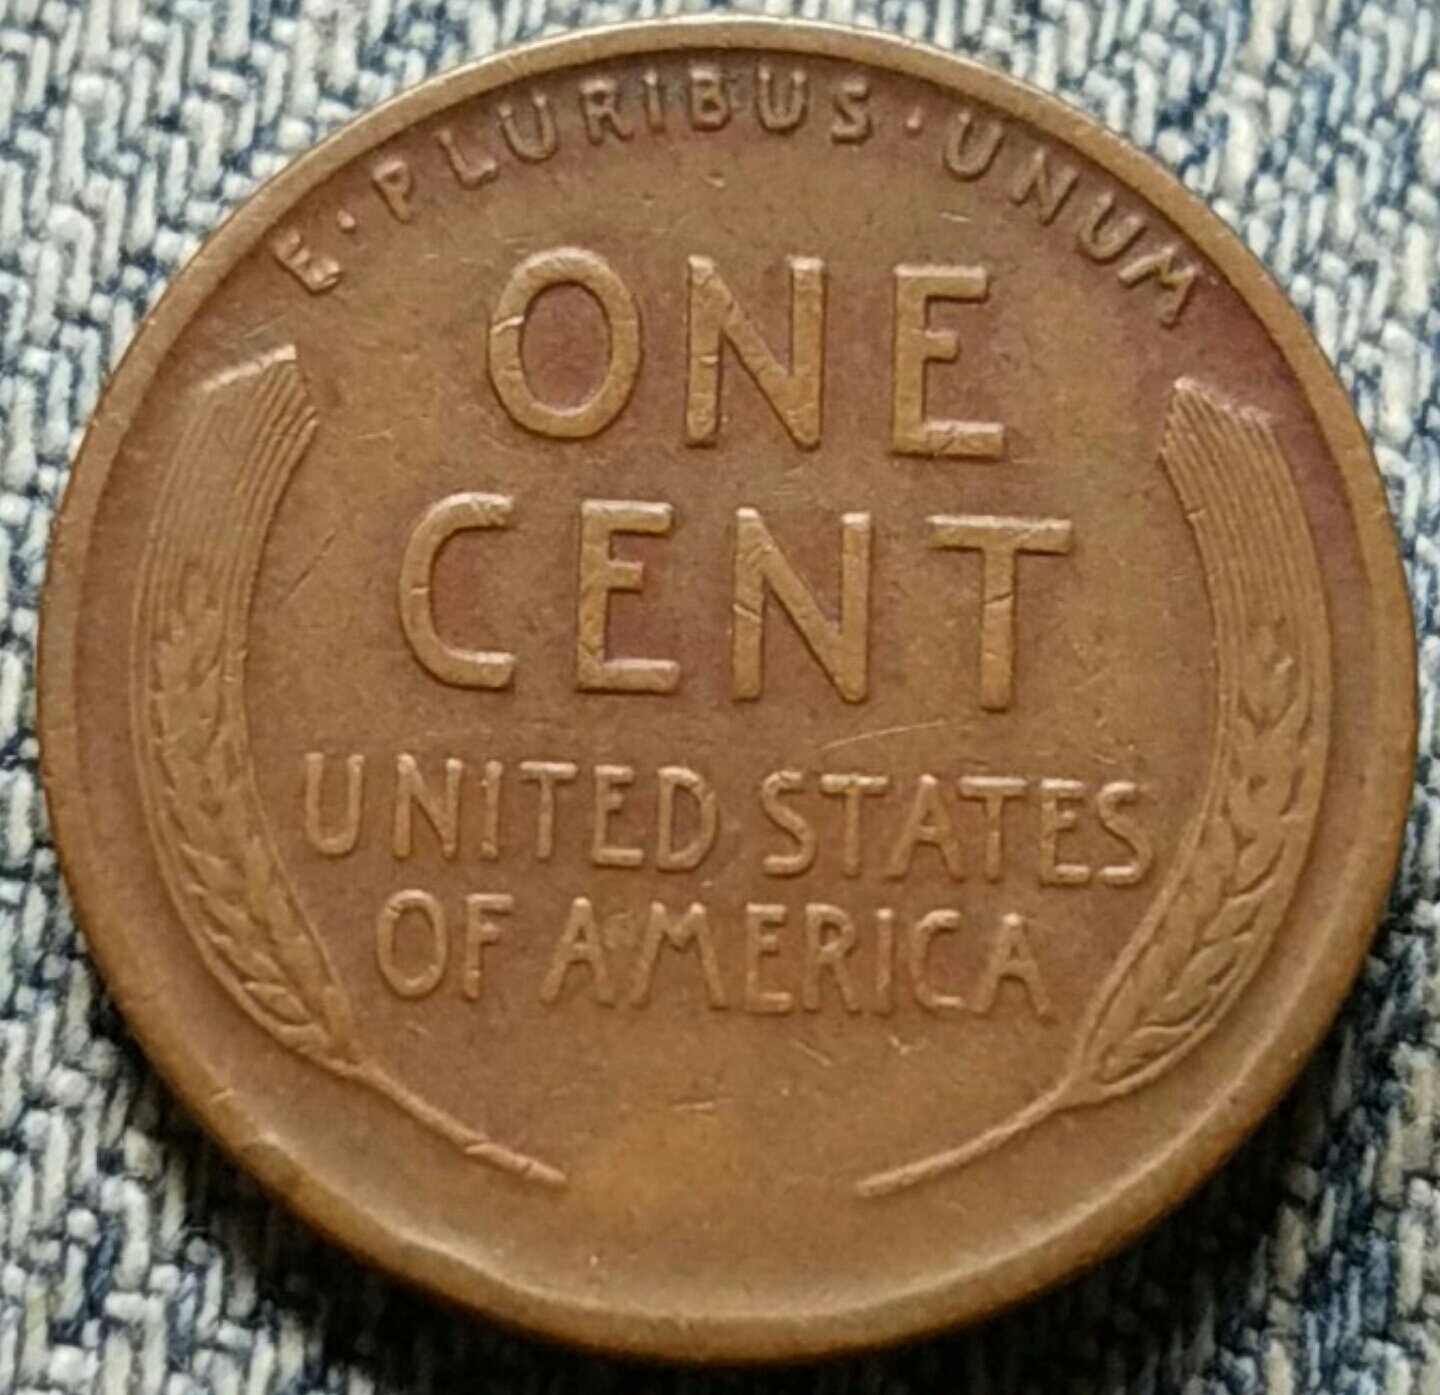 E·PLURIBUS·UNUM
ONE
CENT
UNITED STATES
OF AMERICA